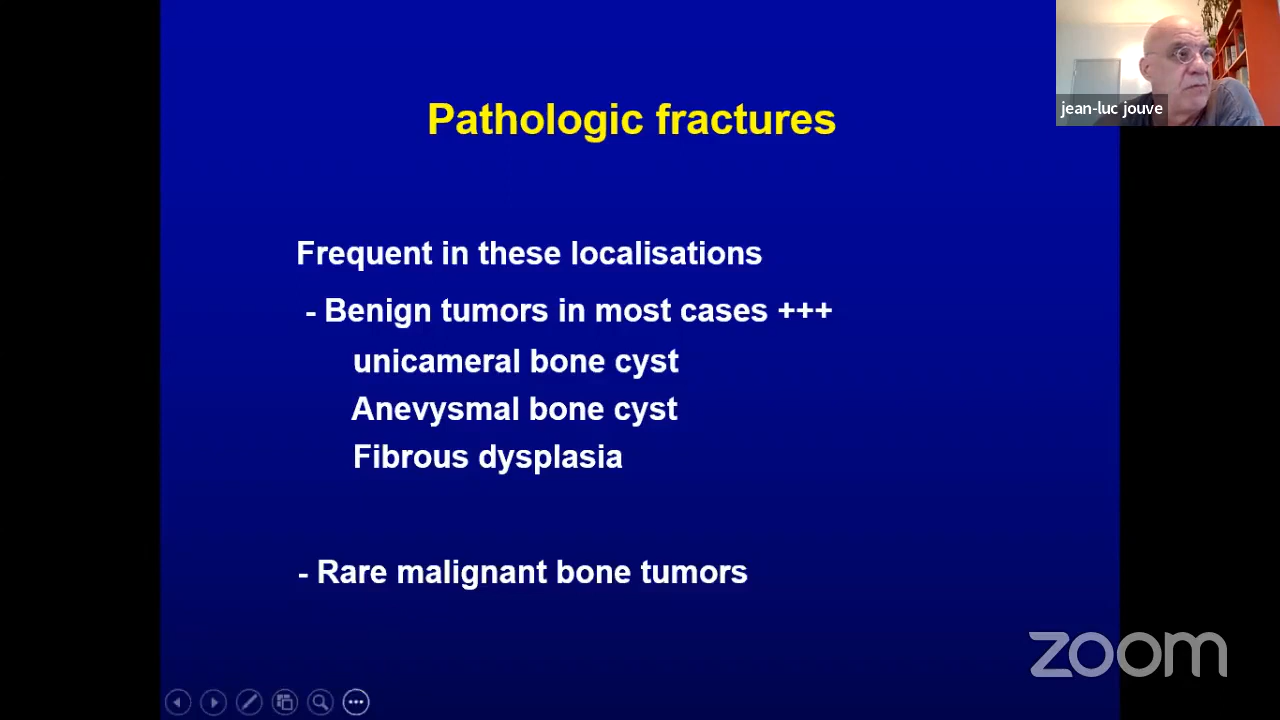 Pathologic fractures
jean-luc jouve
Frequent in these localisations
- Benign tumors in most cases +++
unicameral bone cyst
Anevysmal bone cyst
Fibrous dysplasia
- Rare malignant bone tumors
zoom